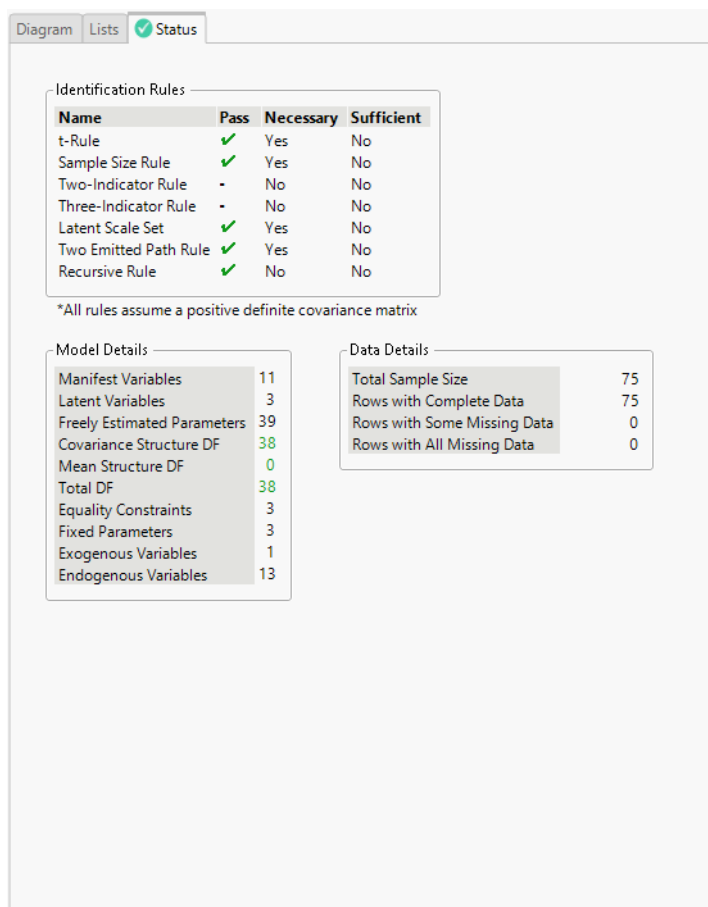 Diagram Lists Status
Identification Rules
Name Pass Necessary Sufficient
t-Rule ✔ Yes No
Sample Size Rule ✔ Yes No
Two-Indicator Rule - No No
Three-Indicator Rule - No No
Latent Scale Set ✔ Yes No
Two Emitted Path Rule ✔ Yes No
Recursive Rule ✔ No No
*All rules assume a positive definite covariance matrix
Model Details
Manifest Variables 11
Latent Variables 3
Freely Estimated Parameters 39
Covariance Structure DF 38
Mean Structure DF 0
Total DF 38
Equality Constraints 3
Fixed Parameters 3
Exogenous Variables 1
Endogenous Variables 13
Data Details
Total Sample Size 75
Rows with Complete Data 75
Rows with Some Missing Data 0
Rows with All Missing Data 0